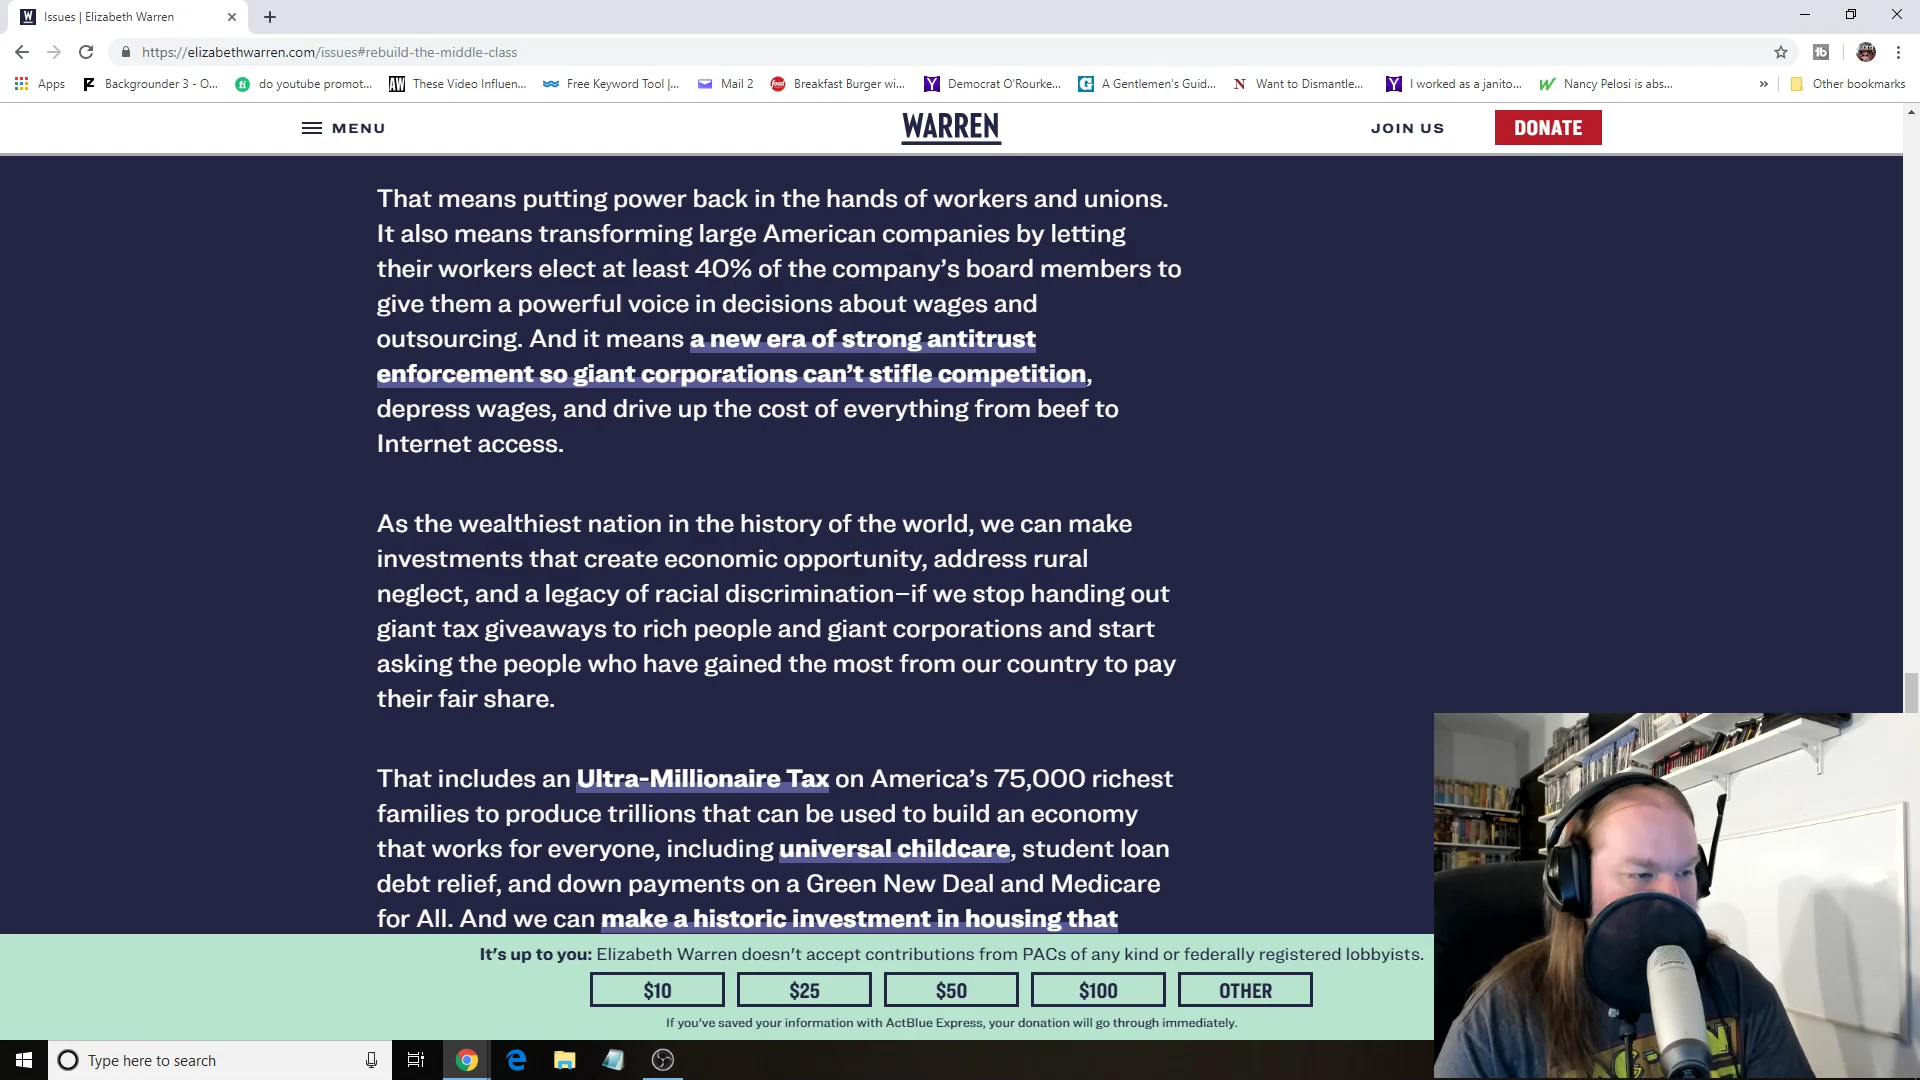 Issues | Elizabeth Warren
https://elizabethwarren.com/issues#rebuild-the-middle-class
Apps Backgrounder 3 - O... do youtube promot... These Video Influen... Free Keyword Tool |... Mail 2 Breakfast Burger wi... Democrat O'Rourke... A Gentlemen's Guid... Want to Dismantle... I worked as a janito... Nancy Pelosi is abs... » Other bookmarks
MENU WARREN JOIN US DONATE
That means putting power back in the hands of workers and unions.
It also means transforming large American companies by letting
their workers elect at least 40% of the company’s board members to
give them a powerful voice in decisions about wages and
outsourcing. And it means a new era of strong antitrust
enforcement so giant corporations can’t stifle competition,
depress wages, and drive up the cost of everything from beef to
Internet access.
As the wealthiest nation in the history of the world, we can make
investments that create economic opportunity, address rural
neglect, and a legacy of racial discrimination–if we stop handing out
giant tax giveaways to rich people and giant corporations and start
asking the people who have gained the most from our country to pay
their fair share.
That includes an Ultra-Millionaire Tax on America’s 75,000 richest
families to produce trillions that can be used to build an economy
that works for everyone, including universal childcare, student loan
debt relief, and down payments on a Green New Deal and Medicare
for All. And we can make a historic investment in housing that
It’s up to you: Elizabeth Warren doesn’t accept contributions from PACs of any kind or federally registered lobbyists.
$10 $25 $50 $100 OTHER
If you’ve saved your information with ActBlue Express, your donation will go through immediately.
Type here to search